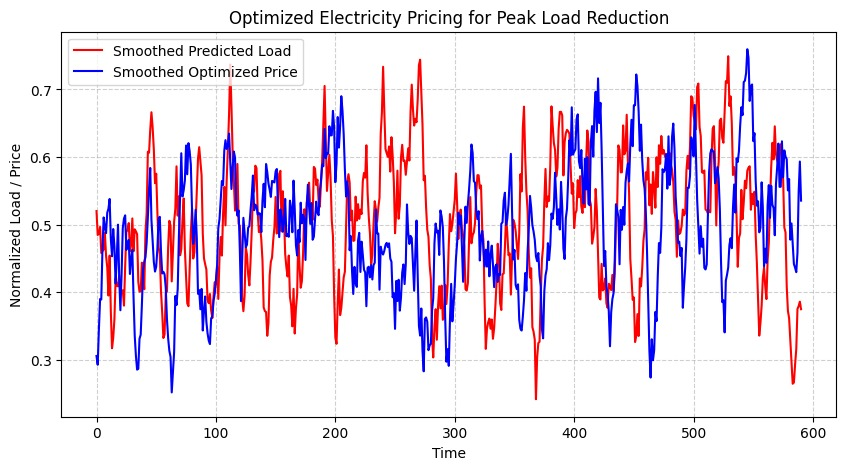 Optimized Electricity Pricing for Peak Load Reduction
Smoothed Predicted Load
Smoothed Optimized Price
Normalized Load / Price
0.7
0.6
0.5
0.4
0.3
0
100
200
300
400
500
600
Time